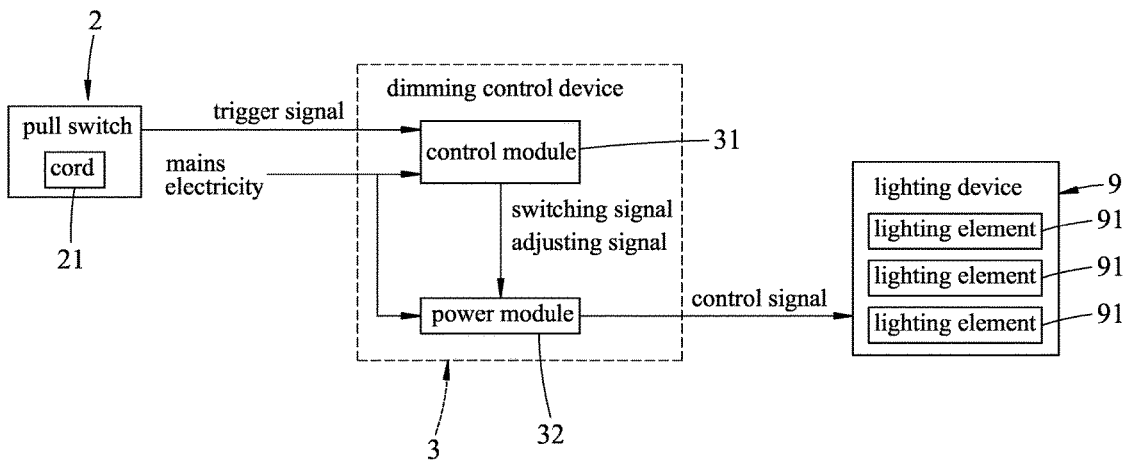 2
pull switch
cord
21
trigger signal
mains
electricity
dimming control device
control module
31
switching signal
adjusting signal
power module
32
3
control signal
lighting device
9
lighting element
91
lighting element
91
lighting element
91